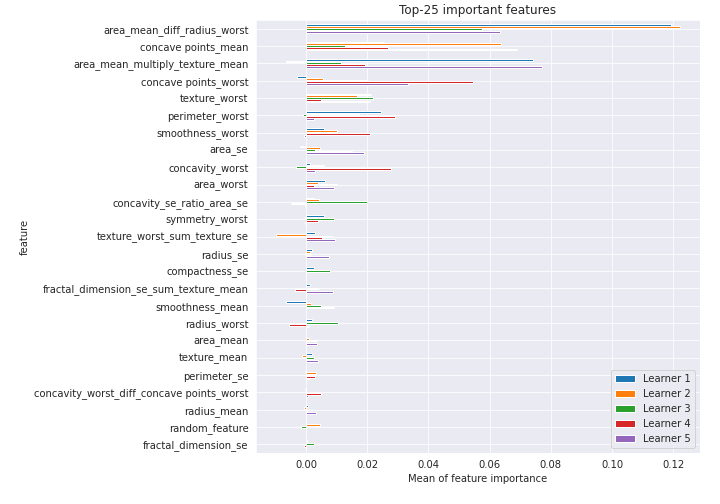 Top-25 important features
area_mean_diff_radius_worst
concave points_mean
area_mean_multiply_texture_mean
concave points_worst
texture_worst
perimeter_worst
smoothness_worst
area_se
concavity_worst
area_worst
concavity_se_ratio_area_se
symmetry_worst
texture_worst_sum_texture_se
radius_se
compactness_se
fractal_dimension_se_sum_texture_mean
smoothness_mean
radius_worst
area_mean
texture_mean
perimeter_se
concavity_worst_diff_concave points_worst
radius_mean
random_feature
fractal_dimension_se
feature
Learner 1
Learner 2
Learner 3
Learner 4
Learner 5
0.00 0.02 0.04 0.06 0.08 0.10 0.12
Mean of feature importance